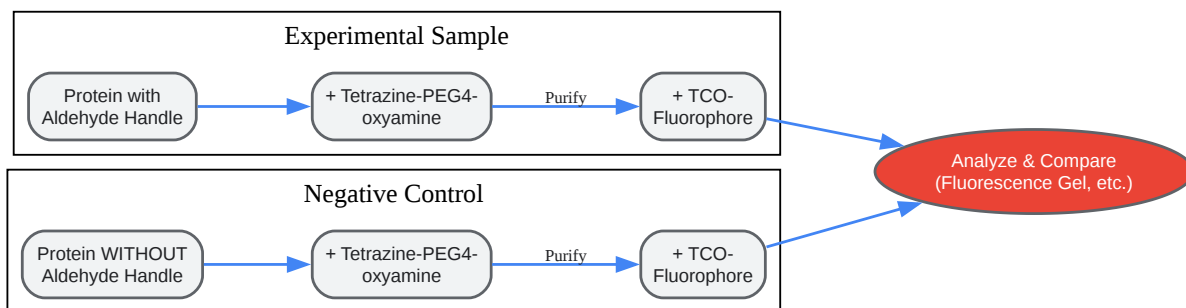 Experimental Sample
Protein with
Aldehyde Handle
+ Tetrazine-PEG4-
oxyamine
Purify
+ TCO-
Fluorophore
Analyze & Compare
(Fluorescence Gel, etc.)
Negative Control
Protein WITHOUT
Aldehyde Handle
+ Tetrazine-PEG4-
oxyamine
Purify
+ TCO-
Fluorophore